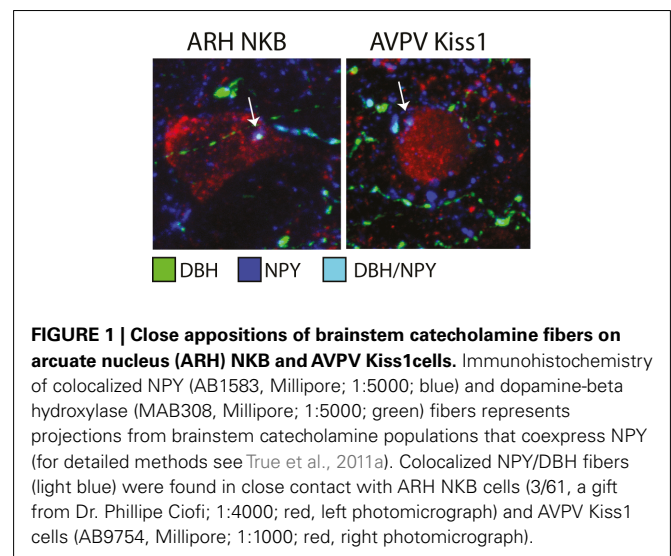 ARH NKB
AVPV Kiss1
DBH
NPY
DBH/NPY
FIGURE 1 | Close appositions of brainstem catecholamine fibers on
arcuate nucleus (ARH) NKB and AVPV Kiss1cells. Immunohistochemistry
of colocalized NPY (AB1583, Millipore; 1:5000; blue) and dopamine-beta
hydroxylase (MAB308, Millipore; 1:5000; green) fibers represents
projections from brainstem catecholamine populations that coexpress NPY
(for detailed methods see True et al., 2011a). Colocalized NPY/DBH fibers
(light blue) were found in close contact with ARH NKB cells (3/61, a gift
from Dr. Phillipe Ciofi; 1:4000; red, left photomicrograph) and AVPV Kiss1
cells (AB9754, Millipore; 1:1000; red, right photomicrograph).